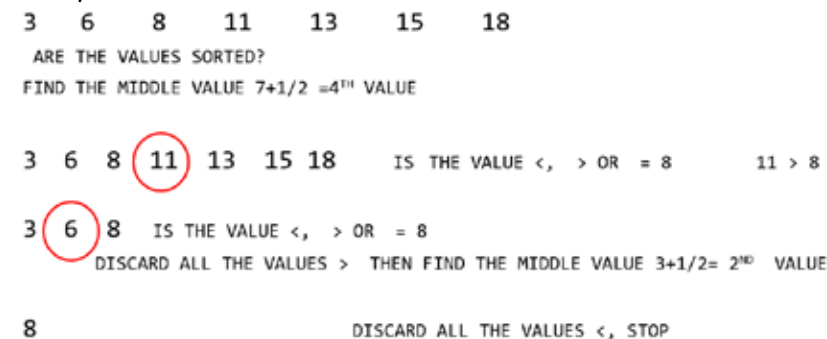 3 6 8 11 13 15 18
ARE THE VALUES SORTED?
FIND THE MIDDLE VALUE 7+1/2 =4TH VALUE
3 6 8 11 13 15 18 IS THE VALUE <, > OR = 8 11 > 8
3 6 8 IS THE VALUE <, > OR = 8
DISCARD ALL THE VALUES > THEN FIND THE MIDDLE VALUE 3+1/2= 2ND VALUE
8 DISCARD ALL THE VALUES <, STOP